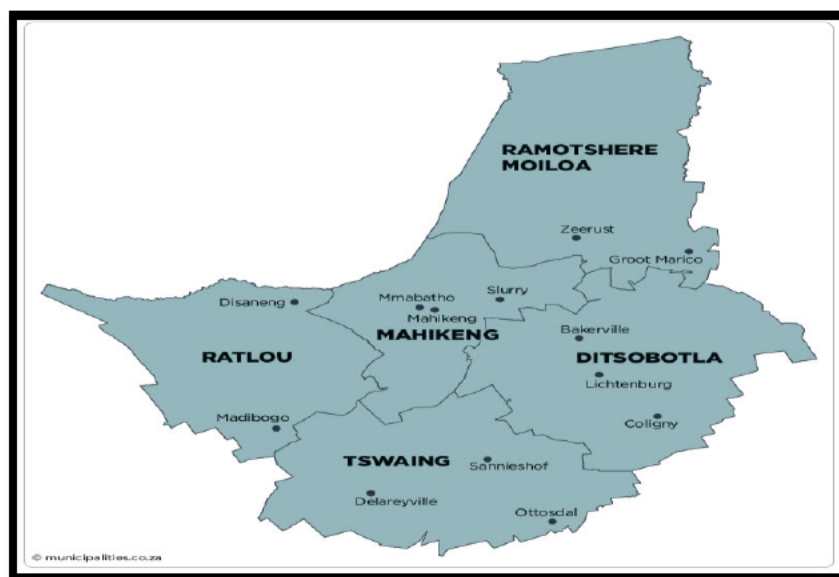 RAMOTSHERE
MOILOA
Zeerust
Groot Marico
Disaneng
Mmabatho
Slurry
Mahikeng
MAHIKENG
RATLOU
Bakerville
DITSOBOTLA
Lichtenburg
Coligny
Madibogo
TSWAING
Sannieshof
Delareyville
Ottosdal
© municipalities.co.za